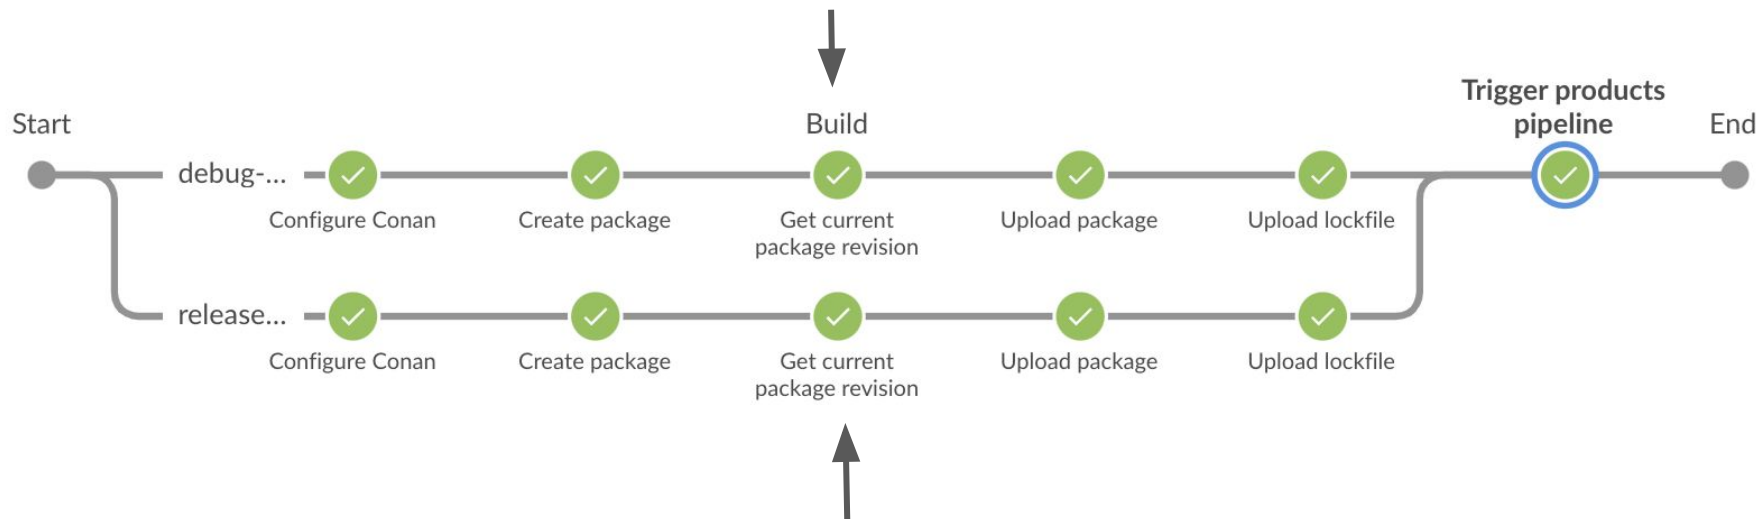 Trigger products
pipeline
Start
Build
End
debug-...
Configure Conan
Create package
Get current
package revision
Upload package
Upload lockfile
release...
Configure Conan
Create package
Get current
package revision
Upload package
Upload lockfile